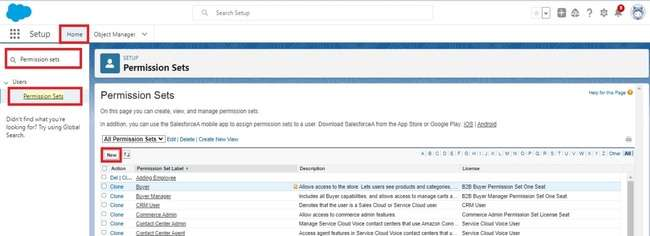 Search Setup
Setup Home Object Manager
Permission sets
Users
Permission Sets
Didn't find what you're
looking for? Try using Global
Search.
SETUP
Permission Sets
Permission Sets
Help for this Page
On this page you can create, view, and manage permission sets.
In addition, you can use the SalesforceA mobile app to assign permission sets to a user. Download SalesforceA from the App Store or Google Play: iOS | Android
All Permission Sets Edit | Delete | Create New View
New A B C D E F G H I J K L M N O P Q R S T U V W X Y Z Other All
Action Permission Set Label Description License
Del | Cl... Adding Employee
Clone Buyer Allows access to the store. Lets users see products and categories, ... B2B Buyer Permission Set One Seat
Clone Buyer Manager Includes all Buyer capabilities, and allows access to manage carts a... B2B Buyer Manager Permission Set One Seat
Clone CRM User Denotes that the user is a Sales Cloud or Service Cloud user CRM User
Clone Commerce Admin Allow access to commerce admin features Commerce Admin Permission Set License Seat
Clone Contact Center Admin Manage Service Cloud Voice contact centers that use Amazon Conn... Service Cloud Voice User
Clone Contact Center Agent Access agent features in Service Cloud Voice contact centers that ... Service Cloud Voice User